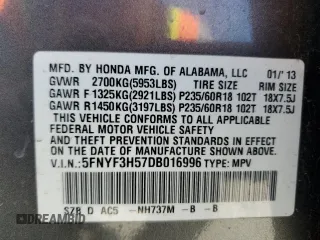 MFD. BY HONDA MFG. OF ALABAMA, LLC 01/'13
GVWR 2700KG(5953LBS) TIRE SIZE RIM SIZE
GAWR F 1325KG(2921LBS) P235/60R18 102T 18X7.5J
GAWR R1450KG(3197LBS) P235/60R18 102T 18X7.5J
THIS VEHICLE CONFORMS TO ALL APPLICABLE
FEDERAL MOTOR VEHICLE SAFETY AND THEFT
PREVENTION STANDARDS IN EFFECT ON THE DATE
OF MANUFACTURE SHOWN ABOVE.
V.I.N.:5FNYF3H57DB016996 TYPE: MPV
SZB D AC5 -NH737M - B - B
DREAMBID